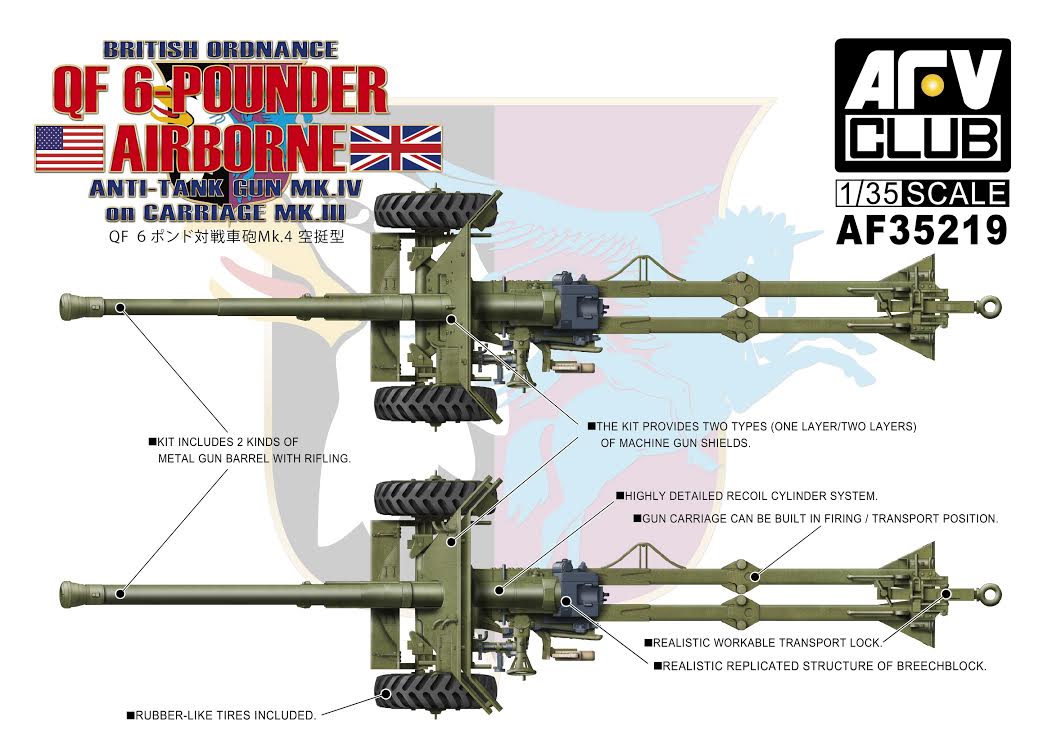 BRITISH ORDNANCE
QF 6-POUNDER
AIRBORNE
ANTI-TANK GUN MK.IV
on CARRIAGE MK.III
QF 6ポンド対戦車砲Mk.4 空挺型
AFV
CLUB
1/35 SCALE
AF35219
■KIT INCLUDES 2 KINDS OF
METAL GUN BARREL WITH RIFLING.
■THE KIT PROVIDES TWO TYPES (ONE LAYER/TWO LAYERS)
OF MACHINE GUN SHIELDS.
■HIGHLY DETAILED RECOIL CYLINDER SYSTEM.
■GUN CARRIAGE CAN BE BUILT IN FIRING / TRANSPORT POSITION.
■REALISTIC WORKABLE TRANSPORT LOCK.
■REALISTIC REPLICATED STRUCTURE OF BREECHBLOCK.
■RUBBER-LIKE TIRES INCLUDED.